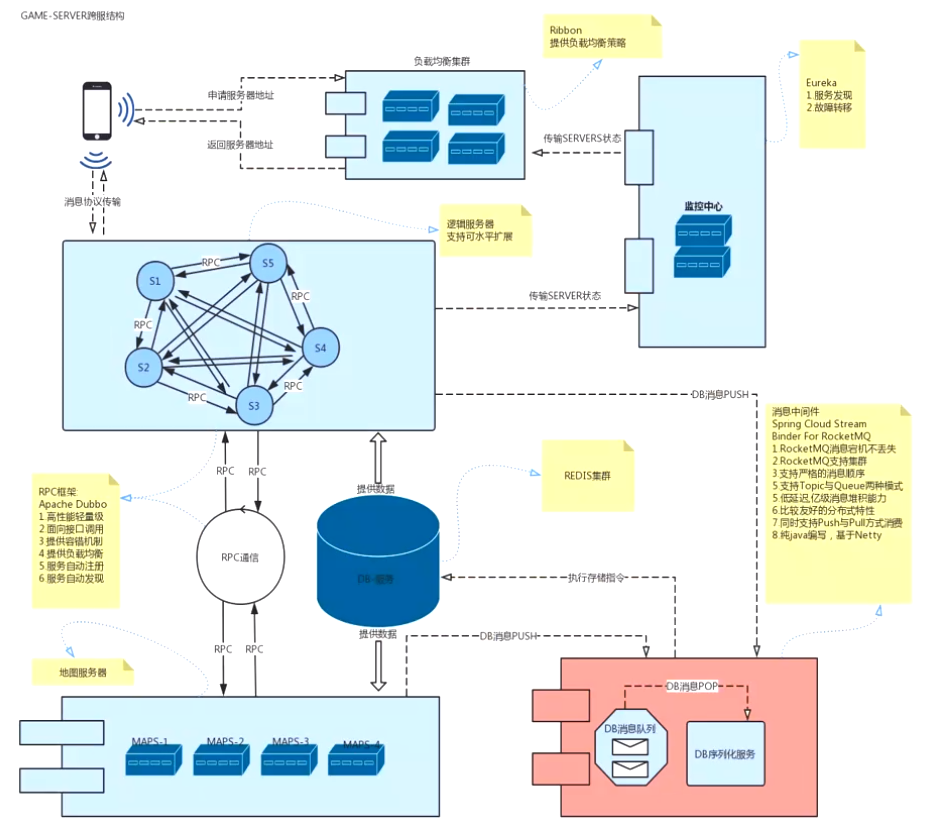 GAME-SERVER跨服结构
Ribbon
提供负载均衡策略
负载均衡集群
Eureka
1 服务发现
2 故障转移
申请服务器地址
返回服务器地址
传输SERVERS状态
消息协议传输
监控中心
逻辑服务器
支持可水平扩展
S5
RPC
S1
RPC
传输SERVER状态
RPC
S4
S2
RPC
RPC
S3
DB消息PUSH
消息中间件
Spring Cloud Stream
Binder For RocketMQ
1 RocketMQ消息宕机不丢失
2 RocketMQ支持集群
3 支持严格的消息顺序
5 支持Topic与Queue两种模式
5 低延迟,亿级消息堆积能力
6 比较友好的分布式特性
7 同时支持Push与Pull方式消费
8 纯java编写，基于Netty
RPC
RPC
提供数据
REDIS集群
RPC框架
Apache Dubbo
1 高性能轻量级
2 面向接口调用
3 提供容错机制
4 提供负载均衡
5 服务自动注册
6 服务自动发现
RPC通信
DB-服务
执行存储指令
提供数据
DB消息PUSH
RPC
RPC
地图服务器
DB消息POP
MAPS-1
MAPS-2
MAPS-3
MAPS-4
DB消息队列
DB序列化服务